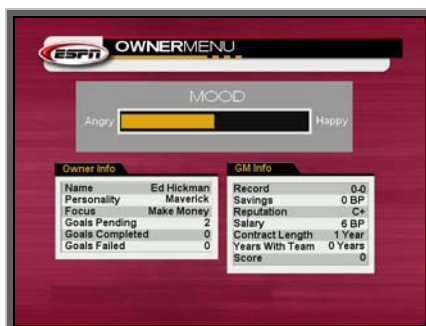 ESPN OWNERMENU
MOOD
Angry Happy
Owner Info
Name Ed Hickman
Personality Maverick
Focus Make Money
Goals Pending 2
Goals Completed 0
Goals Failed 0
GM Info
Record 0-0
Savings 0 BP
Reputation C+
Salary 6 BP
Contract Length 1 Year
Years With Team 0 Years
Score 0